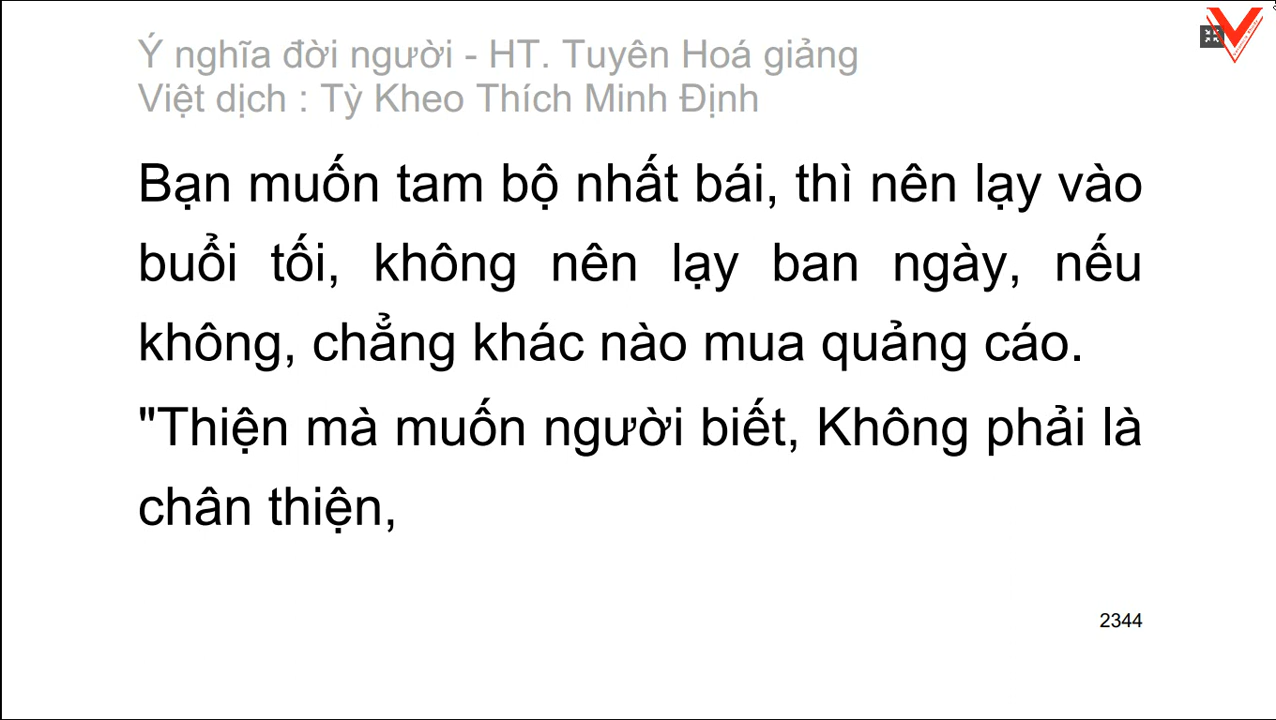 Ý nghĩa đời người - HT. Tuyên Hoá giảng
Việt dịch : Tỳ Kheo Thích Minh Định
Bạn muốn tam bộ nhất bái, thì nên lạy vào
buổi tối, không nên lạy ban ngày, nếu
không, chẳng khác nào mua quảng cáo.
"Thiện mà muốn người biết, Không phải là
chân thiện,
2344